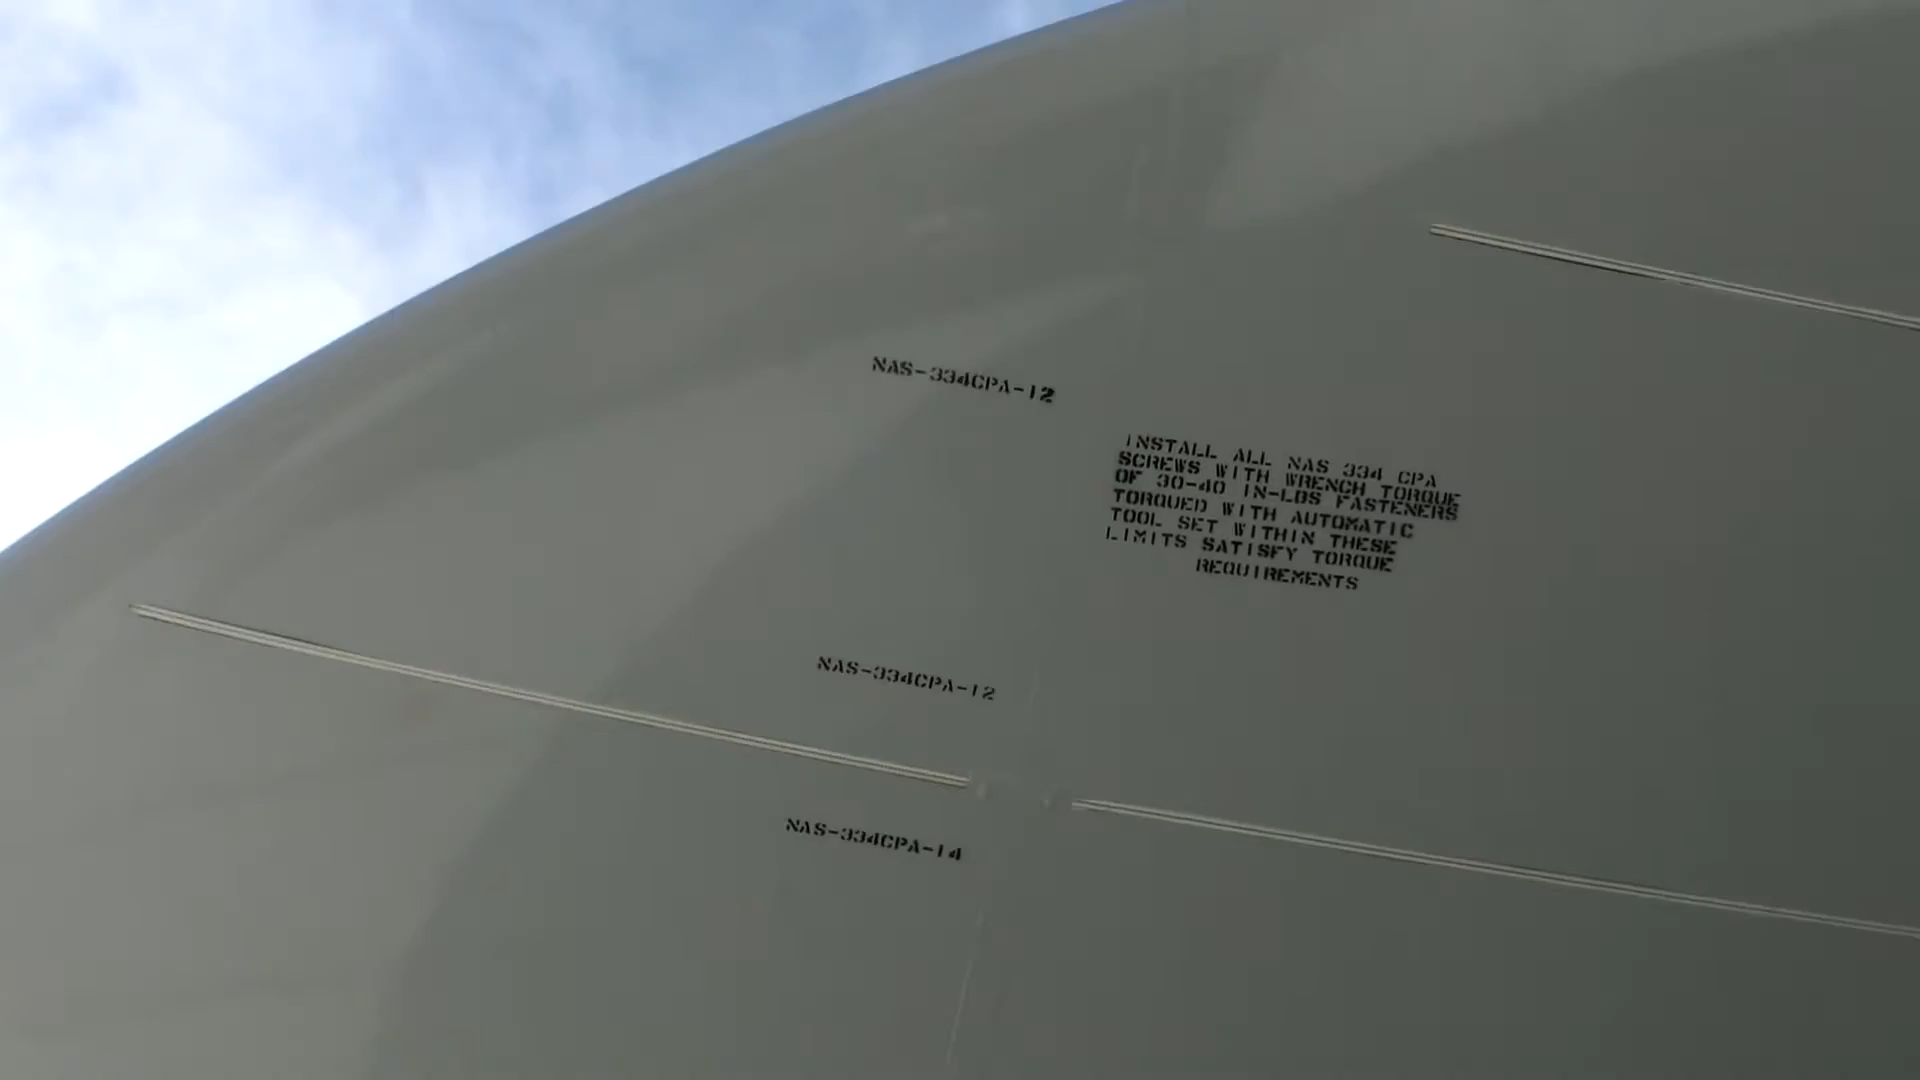 NAS-334CPA-12
INSTALL ALL NAS 334 CPA
SCREWS WITH WRENCH TORQUE
OF 30-40 IN-LBS FASTENERS
TORQUED WITH AUTOMATIC
TOOL SET WITHIN THESE
LIMITS SATISFY TORQUE
REQUIREMENTS
NAS-334CPA-12
NAS-334CPA-14